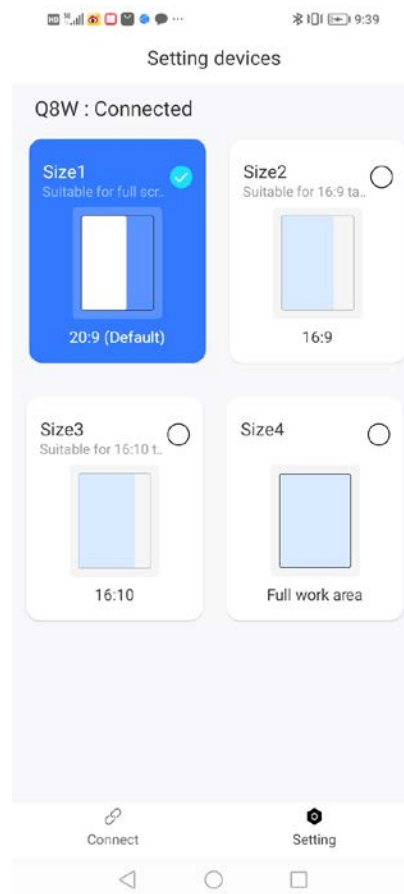 9:39
Setting devices
Q8W : Connected
Size1
Suitable for full scr..
20:9 (Default)
Size2
Suitable for 16:9 ta..
16:9
Size3
Suitable for 16:10 t..
16:10
Size4
Full work area
Connect
Setting